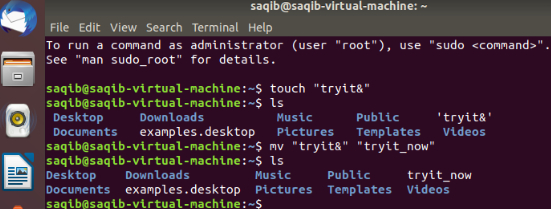 saqib@saqib-virtual-machine: ~
File Edit View Search Terminal Help
To run a command as administrator (user "root"), use "sudo <command>".
See "man sudo_root" for details.
saqib@saqib-virtual-machine:~$ touch "tryit&"
saqib@saqib-virtual-machine:~$ ls
Desktop Downloads Music Public 'tryit&'
Documents examples.desktop Pictures Templates Videos
saqib@saqib-virtual-machine:~$ mv "tryit&" "tryit_now"
saqib@saqib-virtual-machine:~$ ls
Desktop Downloads Music Public tryit_now
Documents examples.desktop Pictures Templates Videos
saqib@saqib-virtual-machine:~$